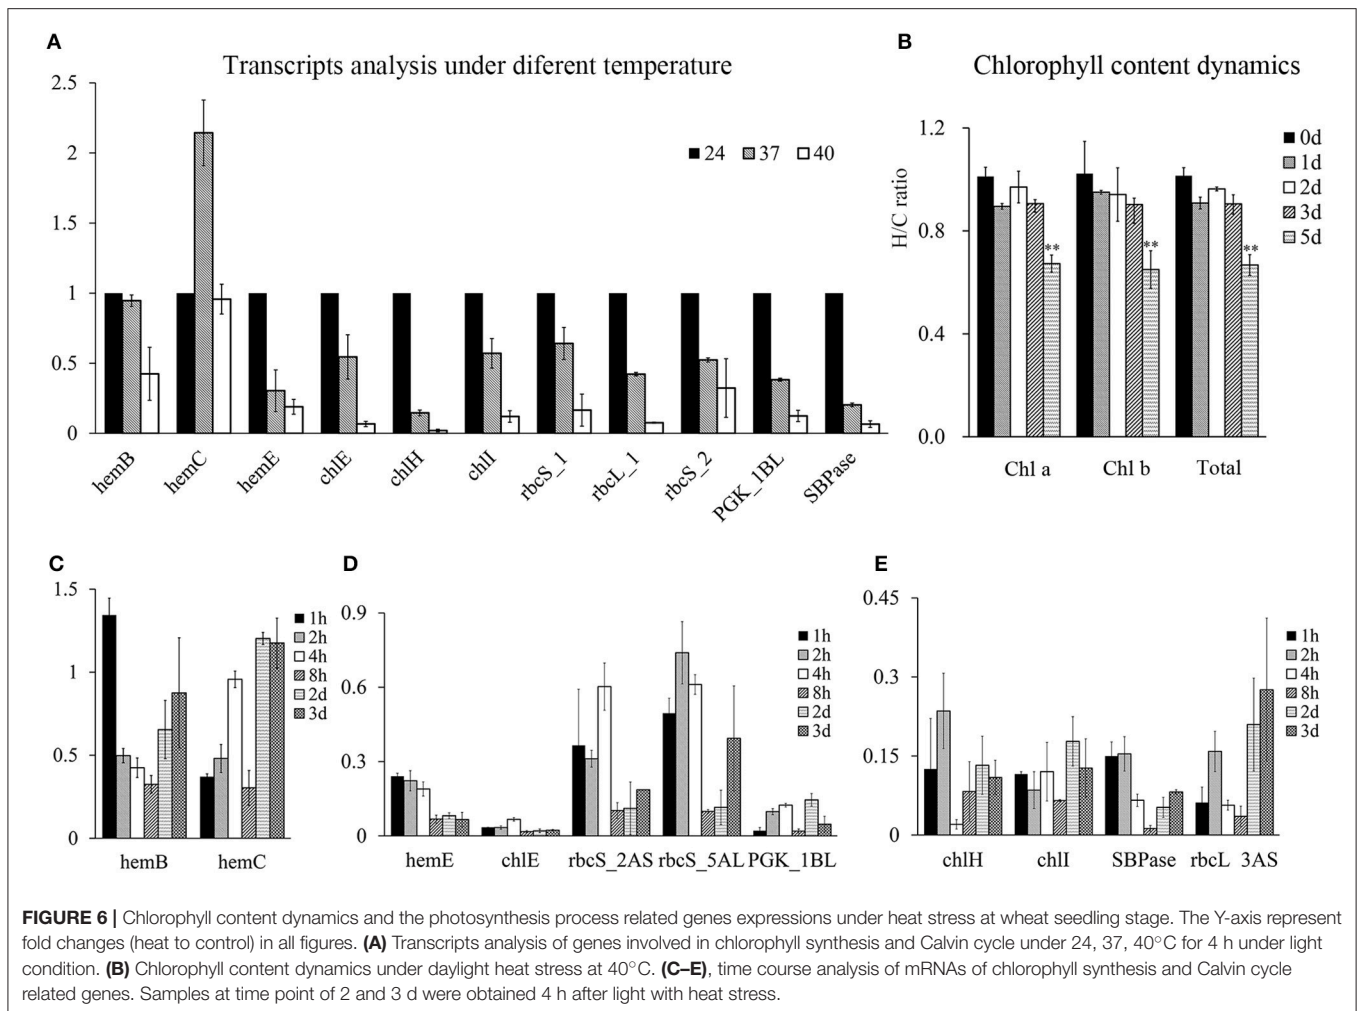 A
Transcripts analysis under diferent temperature
2.5
2
1.5
1
0.5
0
24 37 40
hemB hemC hemE chlE chlH chlI rbcS_1 rbcL_1 rbcS_2 PGK_1BL SBPase
B
Chlorophyll content dynamics
H/C ratio
1.2
0.8
0.4
0.0
** ** **
0d
1d
2d
3d
5d
Chl a Chl b Total
C
1.5
1
0.5
0
1h
2h
4h
8h
2d
3d
hemB hemC
D
0.9
0.6
0.3
0
1h
2h
4h
8h
2d
3d
hemE chlE rbcS_2AS rbcS_5AL PGK_1BL
E
0.45
0.3
0.15
0
1h
2h
4h
8h
2d
3d
chlH chlI SBPase rbcL 3AS
FIGURE 6 | Chlorophyll content dynamics and the photosynthesis process related genes expressions under heat stress at wheat seedling stage. The Y-axis represent
fold changes (heat to control) in all figures. (A) Transcripts analysis of genes involved in chlorophyll synthesis and Calvin cycle under 24, 37, 40°C for 4 h under light
condition. (B) Chlorophyll content dynamics under daylight heat stress at 40°C. (C–E), time course analysis of mRNAs of chlorophyll synthesis and Calvin cycle
related genes. Samples at time point of 2 and 3 d were obtained 4 h after light with heat stress.